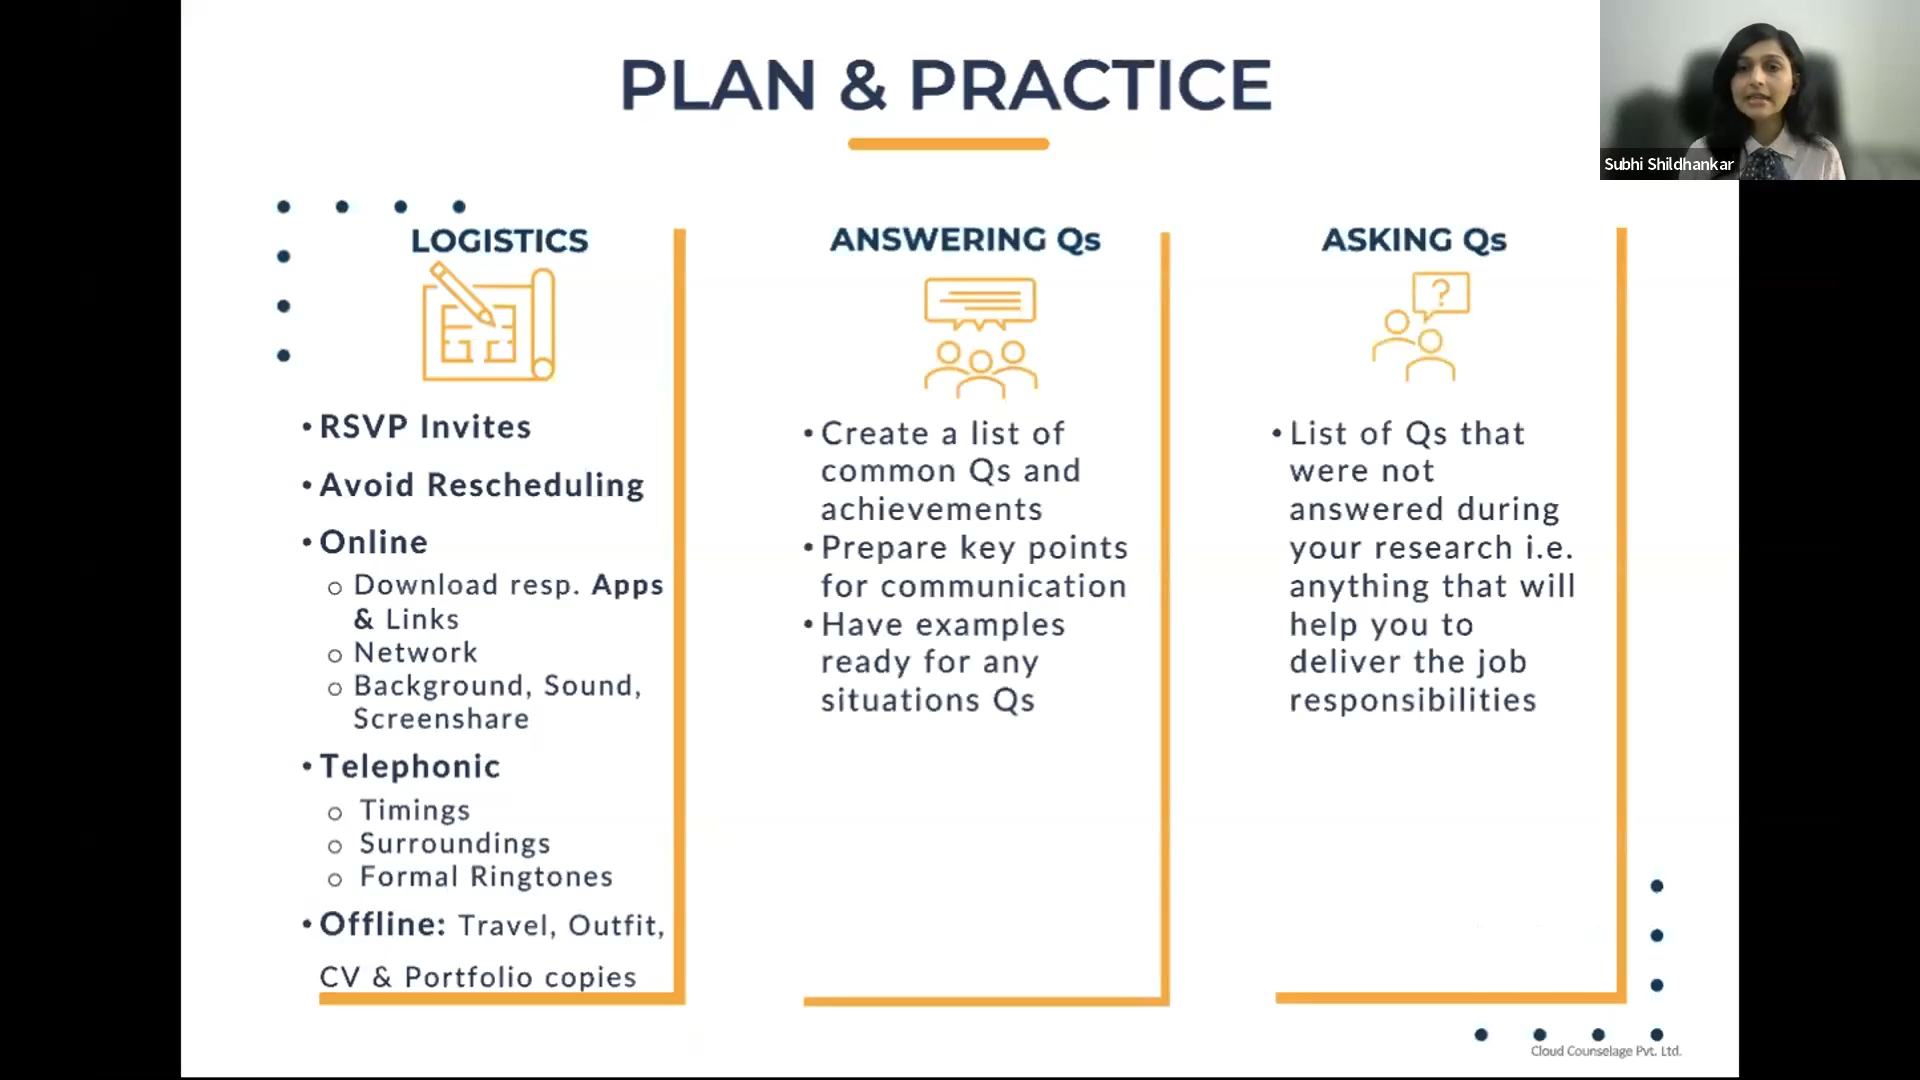 PLAN & PRACTICE
Subhi Shildhankar
LOGISTICS
• RSVP Invites
• Avoid Rescheduling
• Online
o Download resp. Apps
& Links
o Network
o Background, Sound,
Screenshare
• Telephonic
o Timings
o Surroundings
o Formal Ringtones
• Offline: Travel, Outfit,
CV & Portfolio copies
ANSWERING Qs
• Create a list of
common Qs and
achievements
• Prepare key points
for communication
• Have examples
ready for any
situations Qs
ASKING Qs
?
• List of Qs that
were not
answered during
your research i.e.
anything that will
help you to
deliver the job
responsibilities
Cloud Counselage Pvt. Ltd.